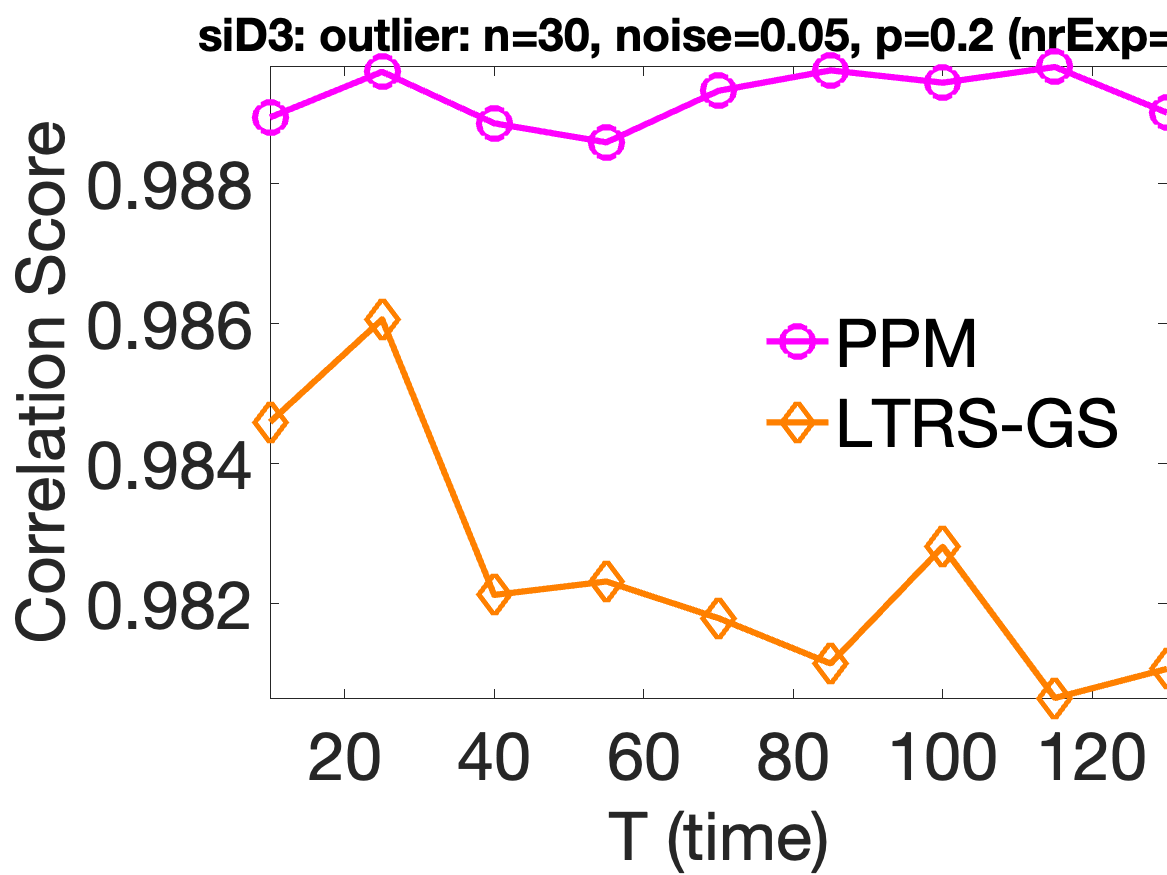 siD3: outlier: n=30, noise=0.05, p=0.2 (nrExp=
Correlation Score
0.988
0.986
0.984
0.982
PPM
LTRS-GS
20 40 60 80 100 120
T (time)